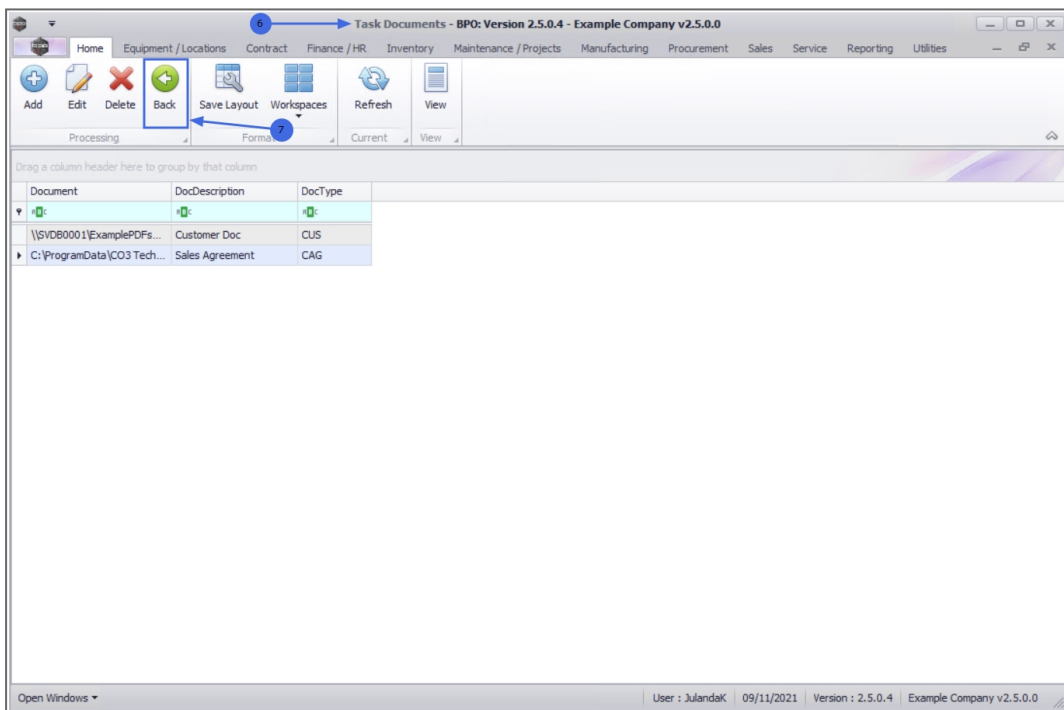 6
Task Documents - BPO: Version 2.5.0.4 - Example Company v2.5.0.0
Home Equipment / Locations Contract Finance / HR Inventory Maintenance / Projects Manufacturing Procurement Sales Service Reporting Utilities
Add Edit Delete Back Save Layout Workspaces Refresh View
7
Processing Format Current View
Drag a column header here to group by that column
Document DocDescription DocType
\\SVDB0001\ExamplePDFs... Customer Doc CUS
C:\ProgramData\CO3 Tech... Sales Agreement CAG
Open Windows User : JulandaK 09/11/2021 Version : 2.5.0.4 Example Company v2.5.0.0